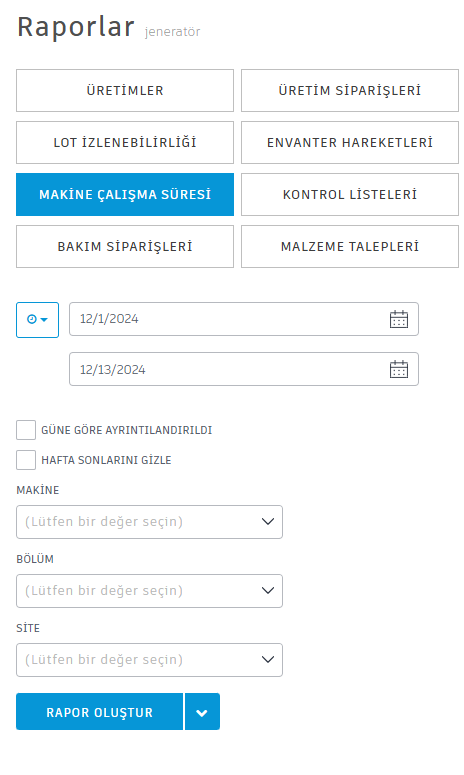 Raporlar jeneratör
ÜRETİMLER
ÜRETİM SİPARİŞLERİ
LOT İZLENEBİLİRLİĞİ
ENVANTER HAREKETLERİ
MAKİNE ÇALIŞMA SÜRESİ
KONTROL LİSTELERİ
BAKIM SİPARİŞLERİ
MALZEME TALEPLERİ
12/1/2024
12/13/2024
GÜNE GÖRE AYRINTILANDIRILDI
HAFTA SONLARINI GİZLE
MAKİNE
(Lütfen bir değer seçin)
BÖLÜM
(Lütfen bir değer seçin)
SİTE
(Lütfen bir değer seçin)
RAPOR OLUŞTUR